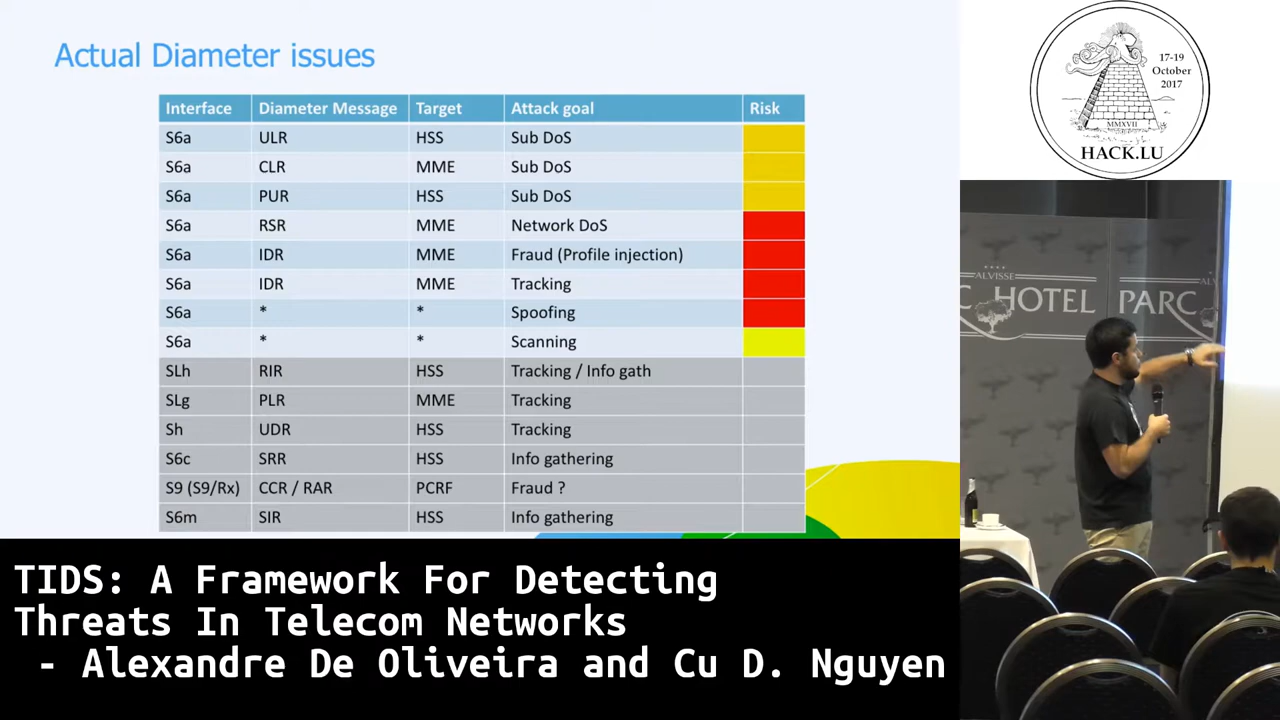 Actual Diameter issues
Interface Diameter Message Target Attack goal Risk
S6a ULR HSS Sub DoS
S6a CLR MME Sub DoS
S6a PUR HSS Sub DoS
S6a RSR MME Network DoS
S6a IDR MME Fraud (Profile injection)
S6a IDR MME Tracking
S6a * * Spoofing
S6a * * Scanning
SLh RIR HSS Tracking / Info gath
SLg PLR MME Tracking
Sh UDR HSS Tracking
S6c SRR HSS Info gathering
S9 (S9/Rx) CCR / RAR PCRF Fraud ?
S6m SIR HSS Info gathering
17-19
October
2017
MMXVII
HACK.LU
ALVISSE
HOTEL PARC
TIDS: A Framework For Detecting
Threats In Telecom Networks
- Alexandre De Oliveira and Cu D. Nguyen